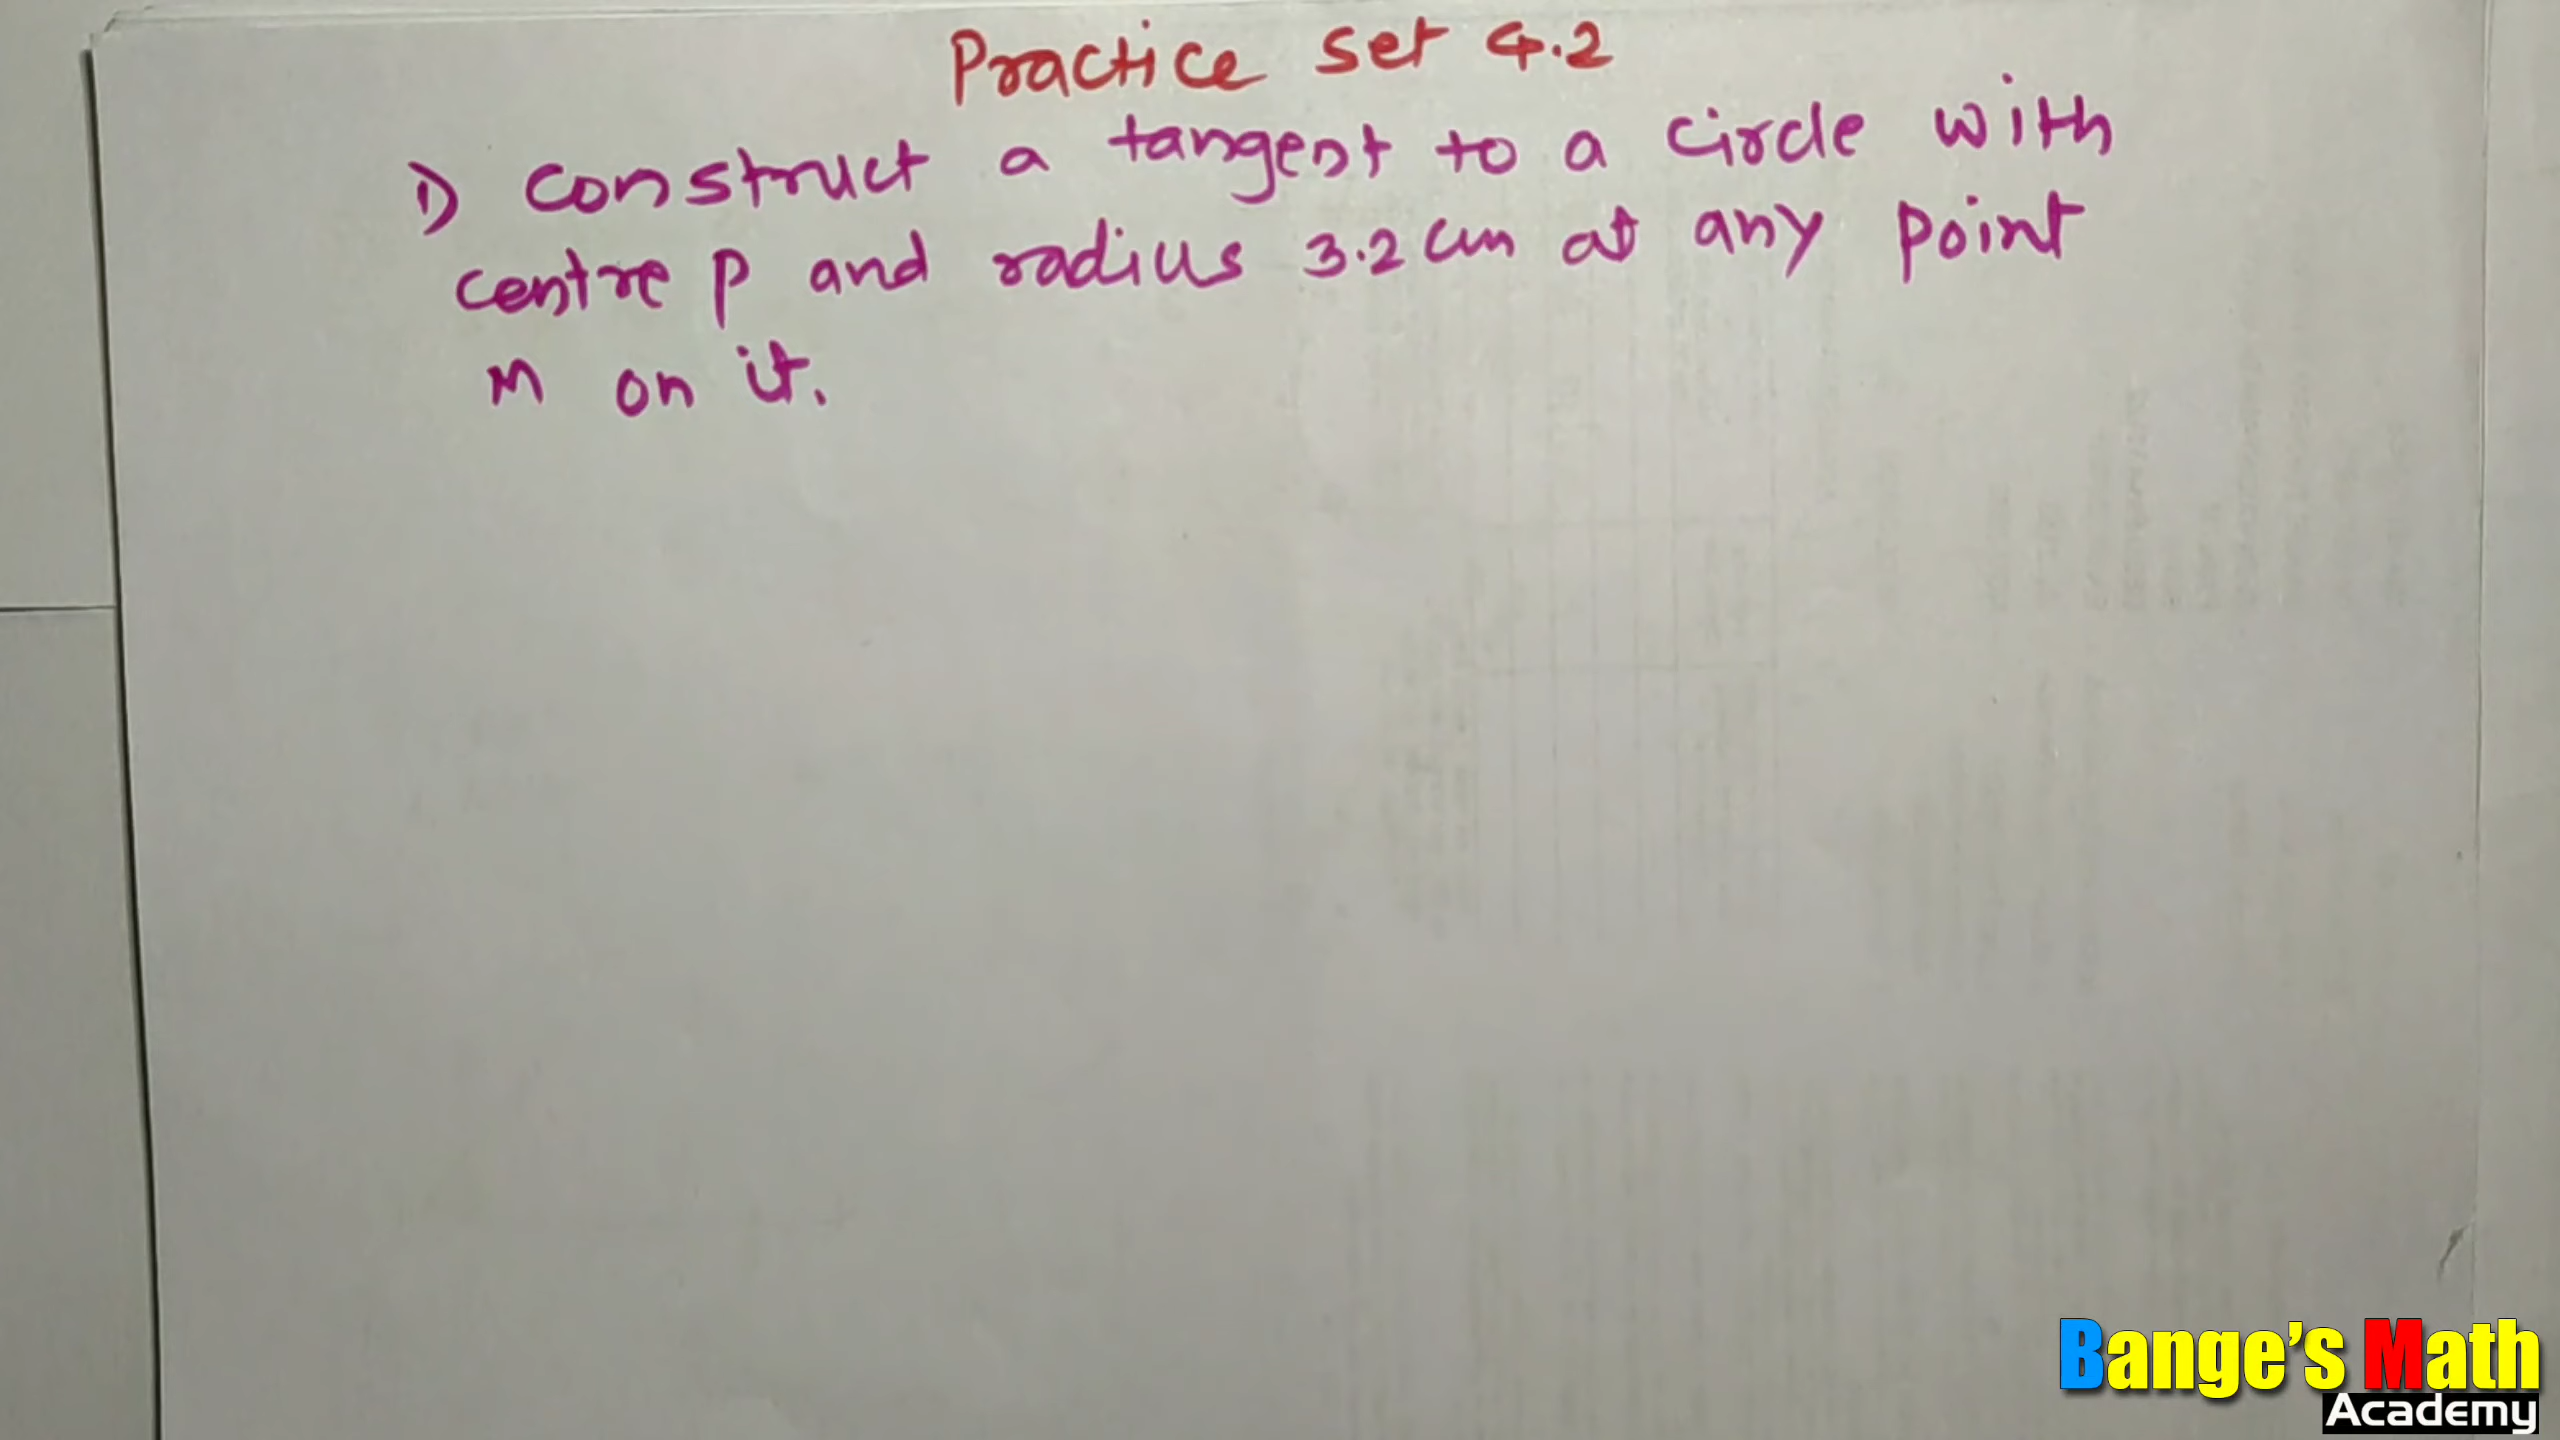 Practice Set 4.2
1) Construct a tangent to a circle with
centre P and radius 3.2 cm at any point
M on it.
Bange's Math
Academy